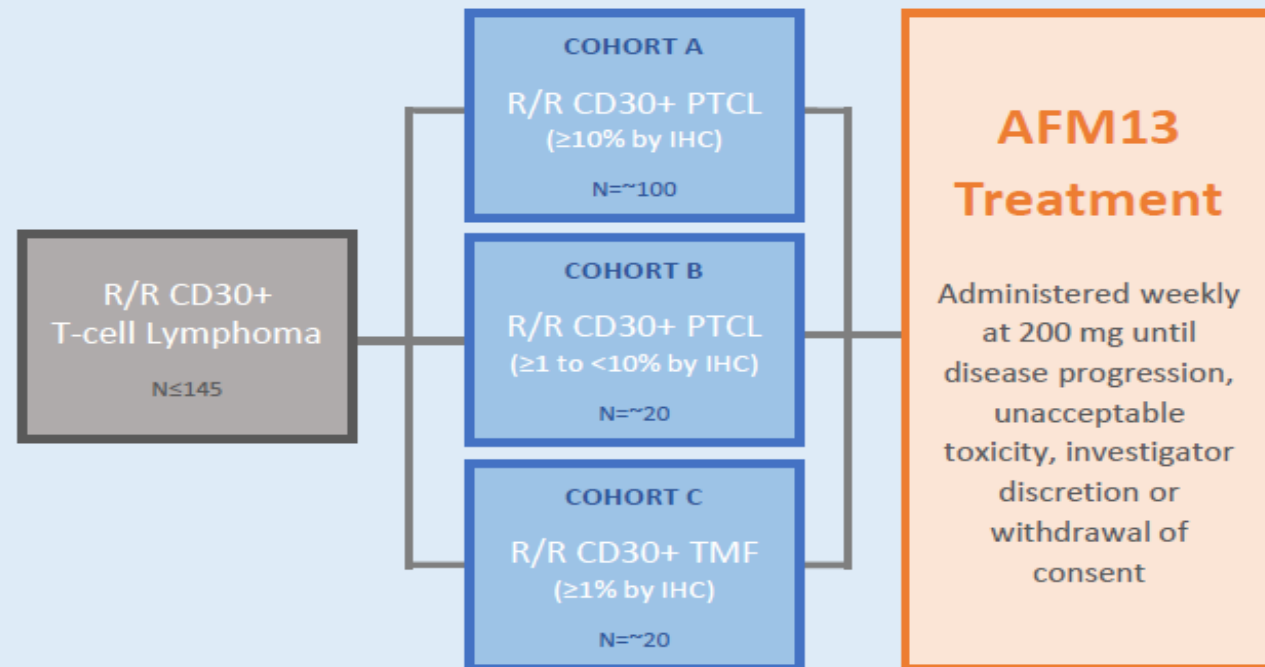 R/R CD30+
T-cell Lymphoma
N≤145
COHORT A
R/R CD30+ PTCL
(≥10% by IHC)
N=~100
COHORT B
R/R CD30+ PTCL
(≥1 to <10% by IHC)
N=~20
COHORT C
R/R CD30+ TMF
(≥1% by IHC)
N=~20
AFM13
Treatment
Administered weekly
at 200 mg until
disease progression,
unacceptable
toxicity, investigator
discretion or
withdrawal of
consent